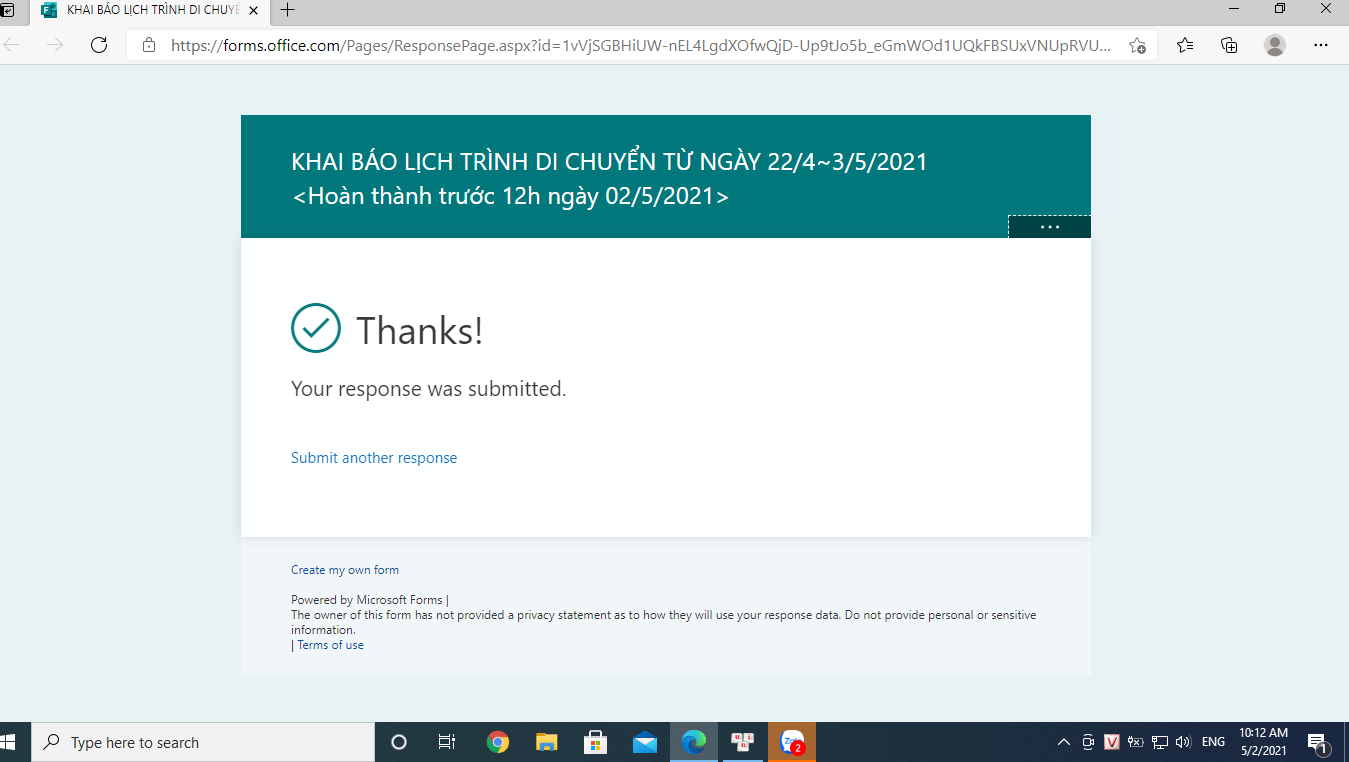 KHAI BÁO LỊCH TRÌNH DI CHUYỂ
https://forms.office.com/Pages/ResponsePage.aspx?id=1vVjSGBHiUW-nEL4LgdXOfwQjD-Up9tJo5b_eGmWOd1UQkFBSUxVNUpRVU...
KHAI BÁO LỊCH TRÌNH DI CHUYỂN TỪ NGÀY 22/4~3/5/2021
<Hoàn thành trước 12h ngày 02/5/2021>
Thanks!
Your response was submitted.
Submit another response
Create my own form
Powered by Microsoft Forms |
The owner of this form has not provided a privacy statement as to how they will use your response data. Do not provide personal or sensitive
information.
| Terms of use
Type here to search
2
V
ENG
10:12 AM
5/2/2021
1